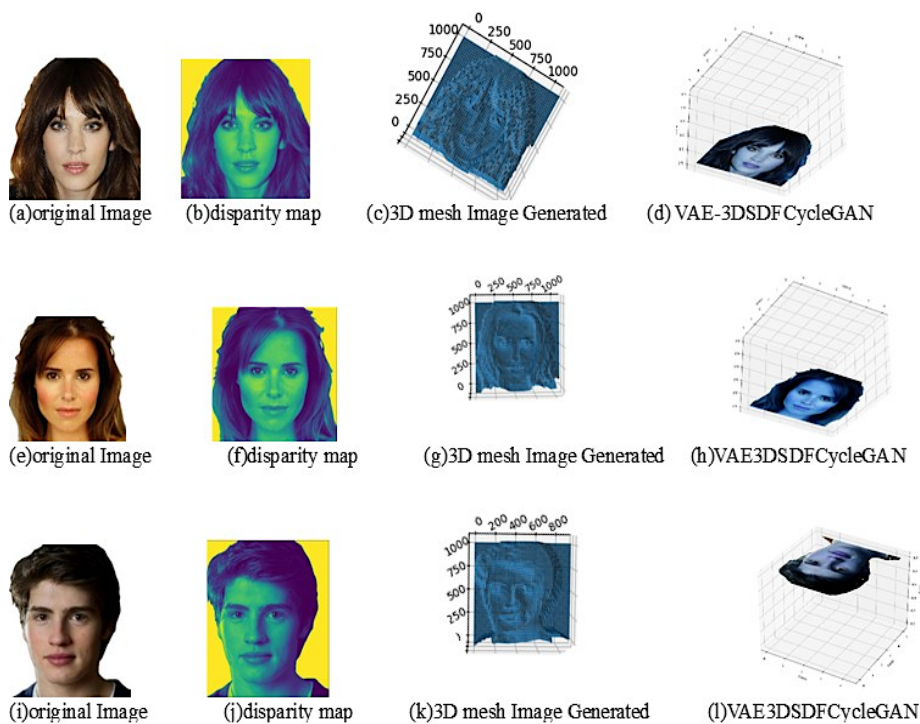 0
250
500
750
1000
1000
750
500
250
0
(a)original Image
(b)disparity map
(c)3D mesh Image Generated
(d) VAE-3DSDFCycleGAN
0 250 500 750 1000
1000
750
500
250
0
(e)original Image
(f)disparity map
(g)3D mesh Image Generated
(h)VAE3DSDFCycleGAN
0 200 400 600 800
1000
750
500
250
(i)original Image
(j)disparity map
(k)3D mesh Image Generated
(l)VAE3DSDFCycleGAN